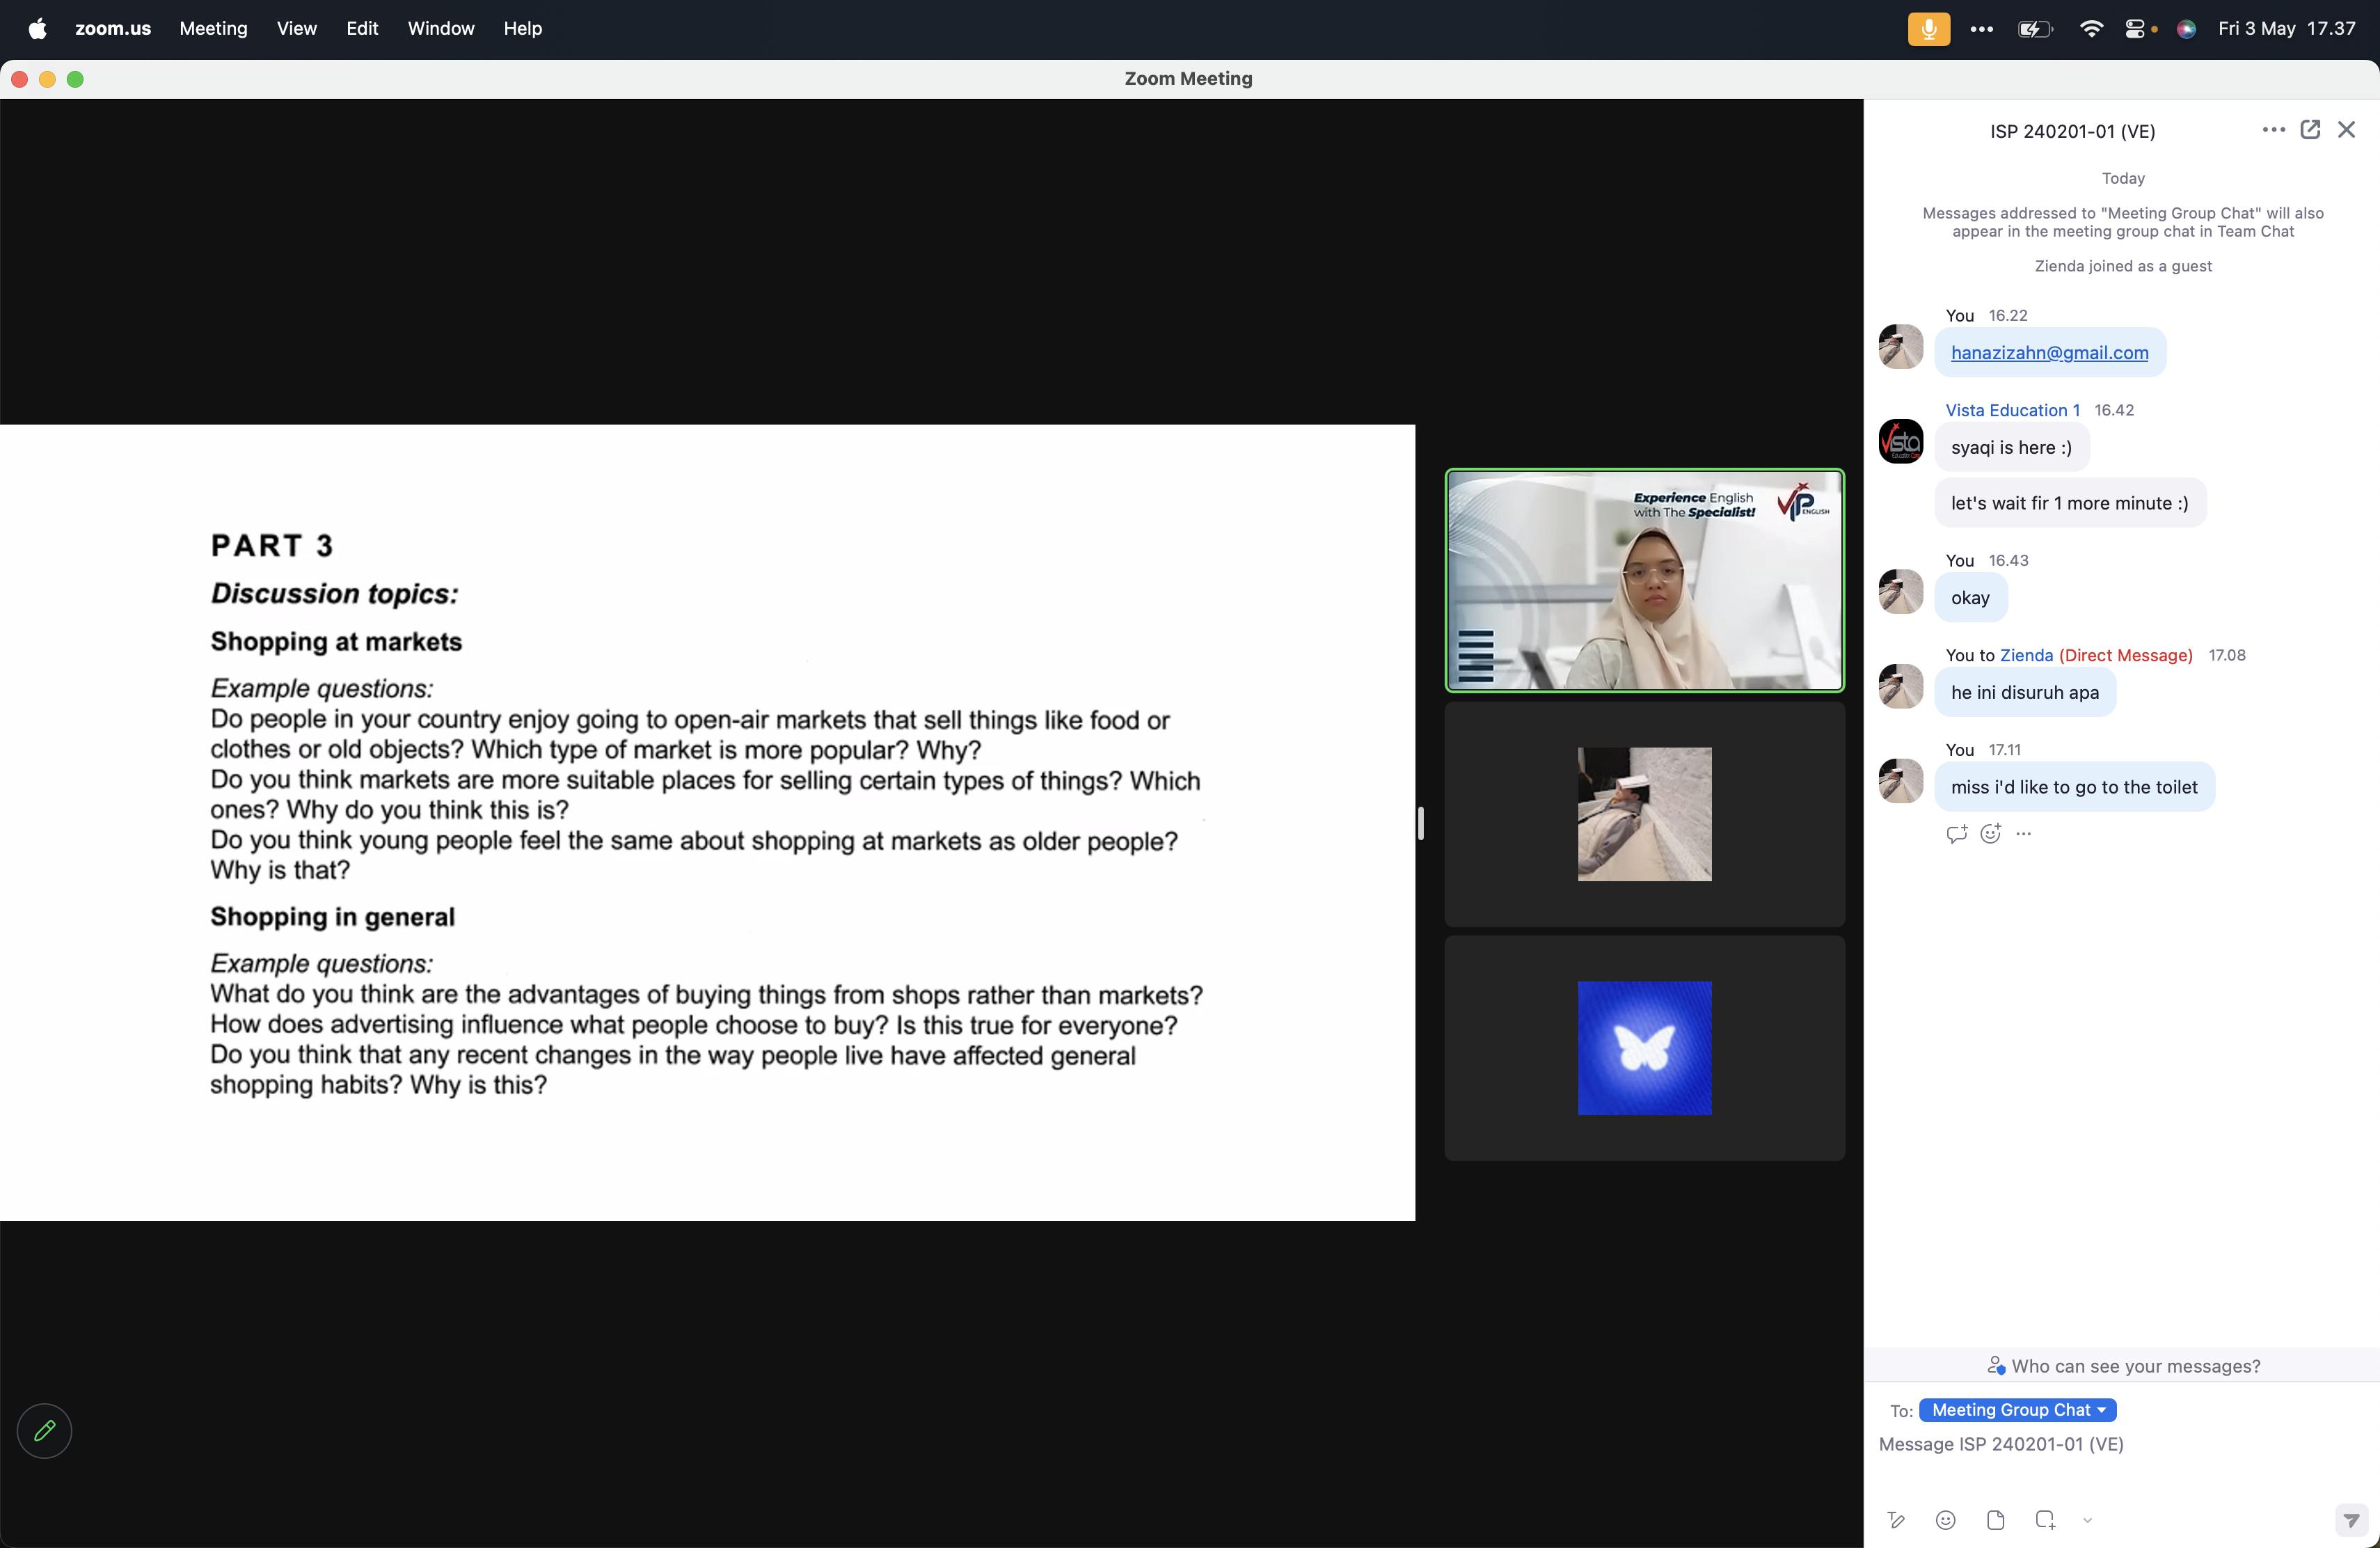 zoom.us Meeting View Edit Window Help
Fri 3 May 17.37
Zoom Meeting
PART 3
Discussion topics:
Shopping at markets
Example questions:
Do people in your country enjoy going to open-air markets that sell things like food or
clothes or old objects? Which type of market is more popular? Why?
Do you think markets are more suitable places for selling certain types of things? Which
ones? Why do you think this is?
Do you think young people feel the same about shopping at markets as older people?
Why is that?
Shopping in general
Example questions:
What do you think are the advantages of buying things from shops rather than markets?
How does advertising influence what people choose to buy? Is this true for everyone?
Do you think that any recent changes in the way people live have affected general
shopping habits? Why is this?
Experience English
with The Specialist!
VIP
ENGLISH
ISP 240201-01 (VE)
Today
Messages addressed to "Meeting Group Chat" will also
appear in the meeting group chat in Team Chat
Zienda joined as a guest
You 16.22
hanazizahn@gmail.com
Vista Education 1 16.42
Vista
syaqi is here :)
let's wait fir 1 more minute :)
You 16.43
okay
You to Zienda (Direct Message) 17.08
he ini disuruh apa
You 17.11
miss i'd like to go to the toilet
Who can see your messages?
To: Meeting Group Chat
Message ISP 240201-01 (VE)